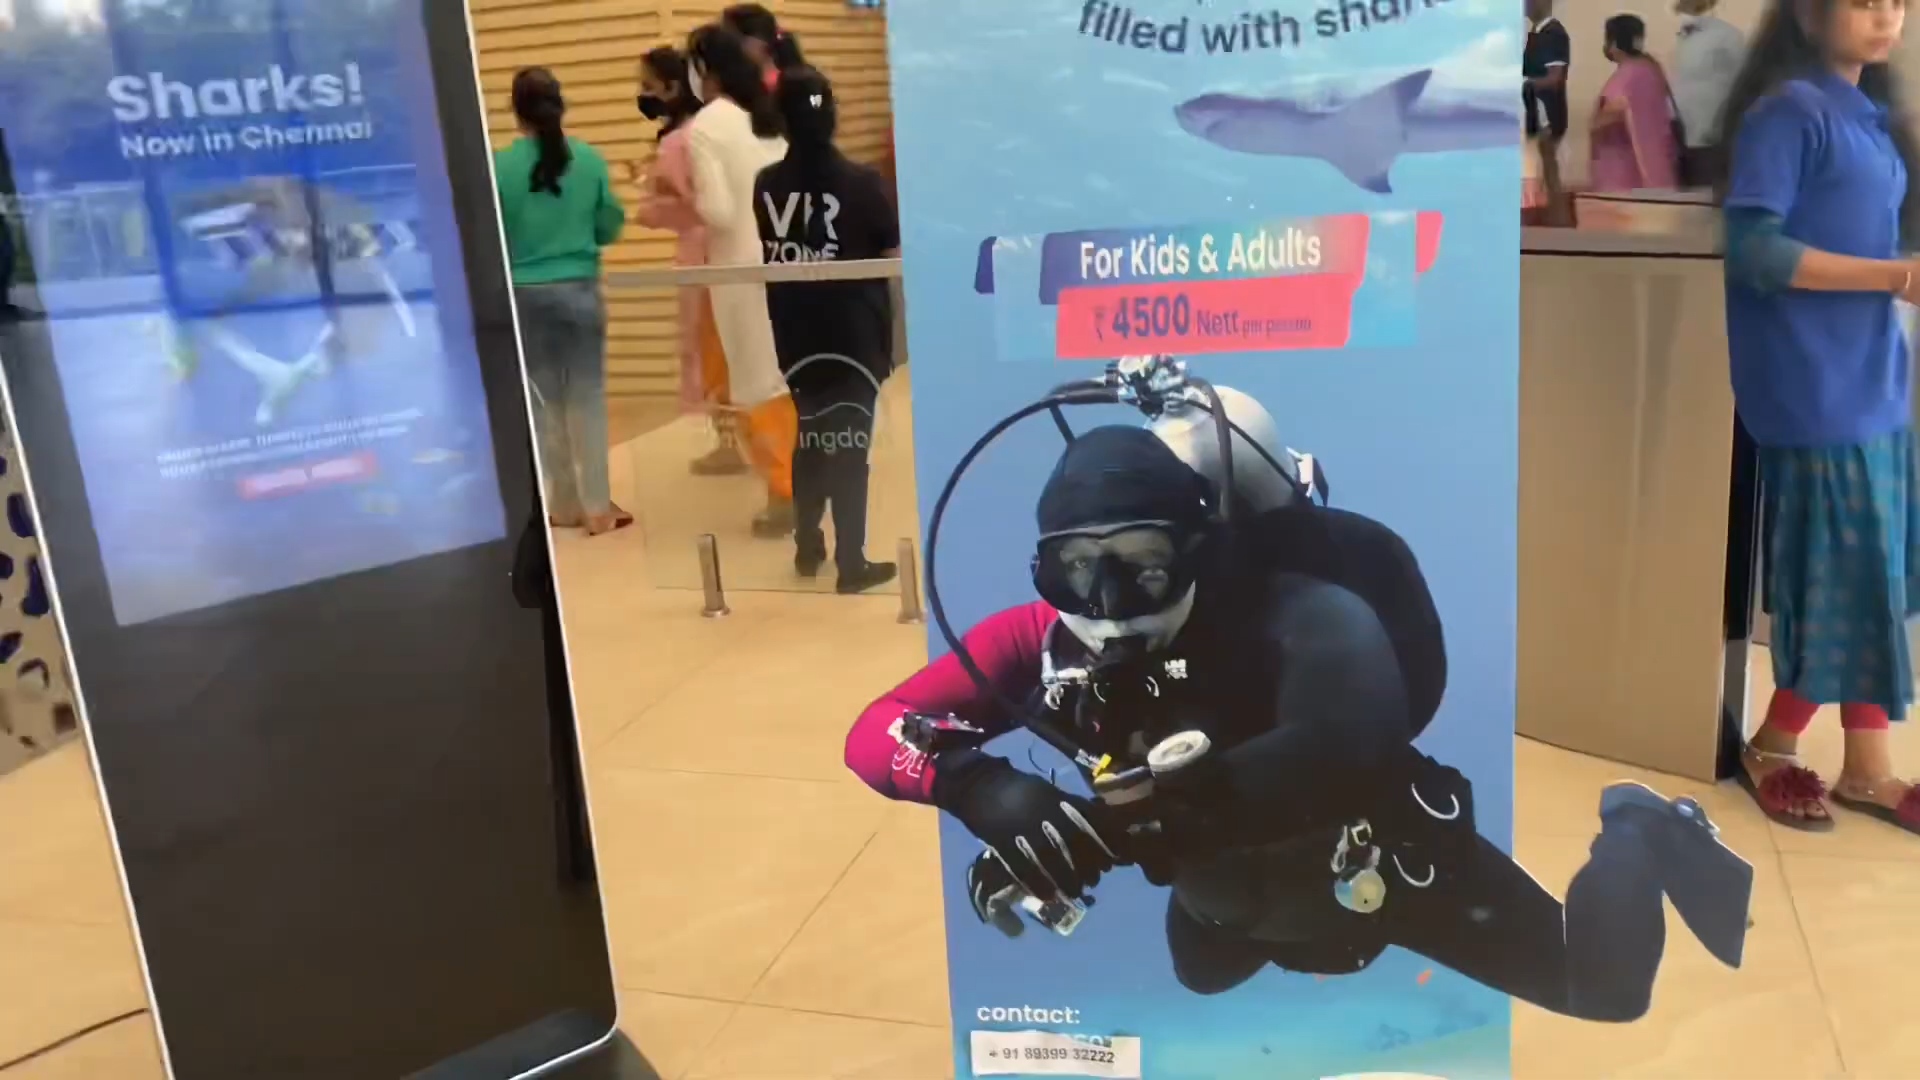 Sharks!
Now in Chennai
VR
ZONE
ingdo
filled with
For Kids & Adults
₹ 4500 Nett per person
contact:
+ 91 89399 32222